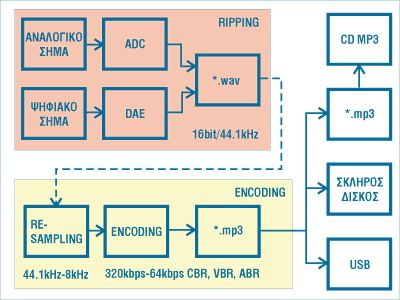 RIPPING
ΑΝΑΛΟΓΙΚΟ
ΣΗΜΑ
ADC
*.wav
ΨΗΦΙΑΚΟ
ΣΗΜΑ
DAE
16bit/44.1kHz
CD MP3
*.mp3
ENCODING
RE-
SAMPLING
ENCODING
*.mp3
44.1kHz-8kHz
320kbps-64kbps CBR, VBR, ABR
ΣΚΛΗΡΟΣ
ΔΙΣΚΟΣ
USB